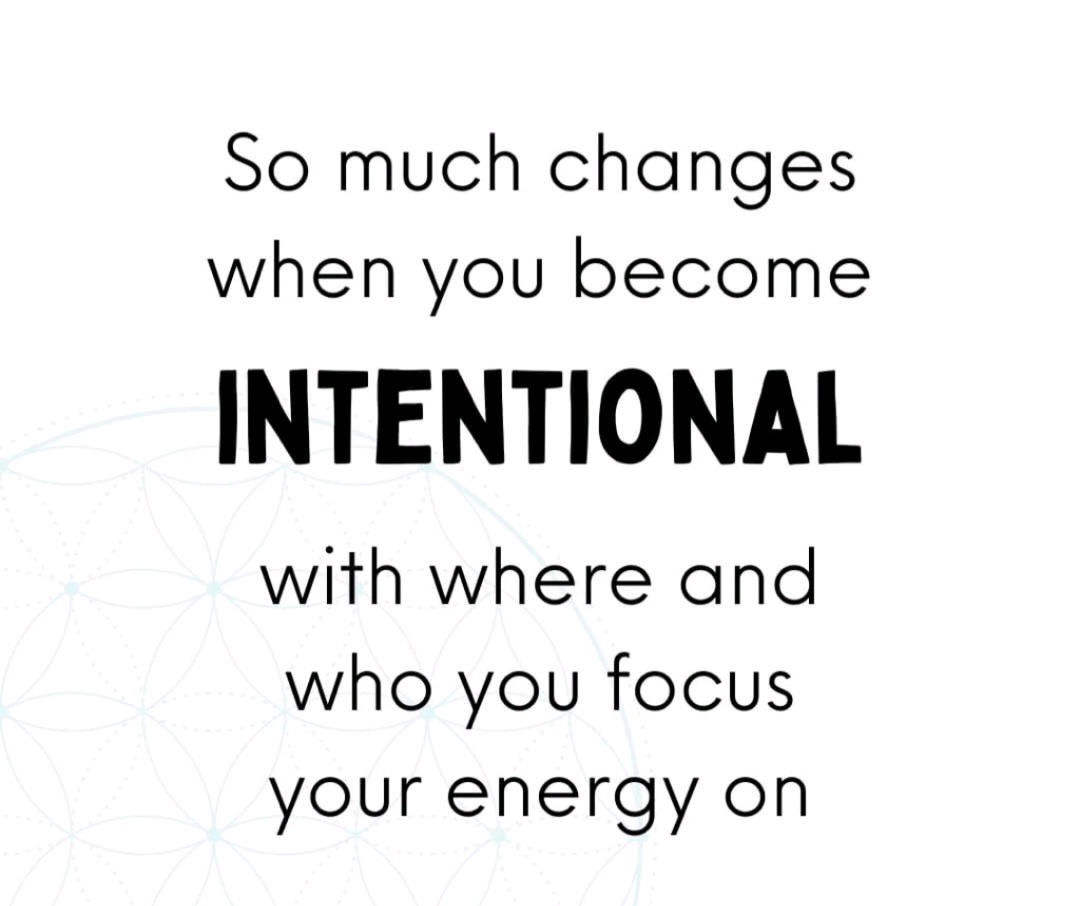 So much changes
when you become
INTENTIONAL
with where and
who you focus
your energy on